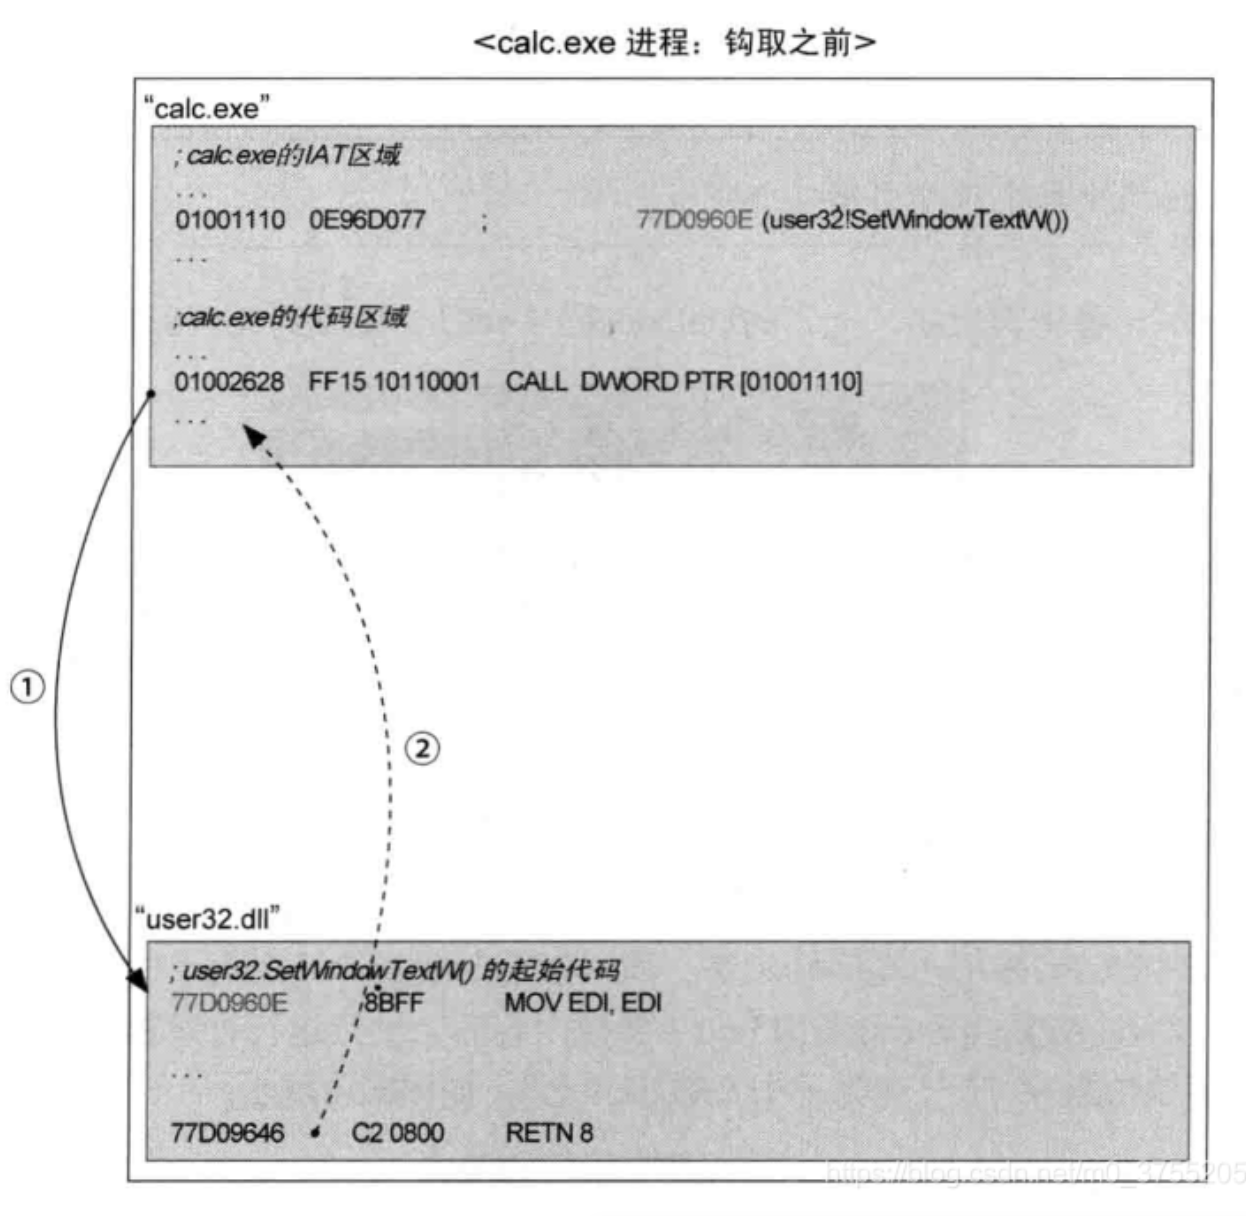 <calc.exe 进程：钩取之前>
“calc.exe”
; calc.exe的IAT区域
...
01001110 0E96D077 ; 77D0960E (user32!SetWindowTextW())
...
;calc.exe的代码区域
...
01002628 FF15 10110001 CALL DWORD PTR [01001110]
...
①
②
“user32.dll”
; user32.SetWindowTextW() 的起始代码
77D0960E 8BFF MOV EDI, EDI
...
77D09646 C2 0800 RETN 8
https://blog.csdn.net/m0_3755205